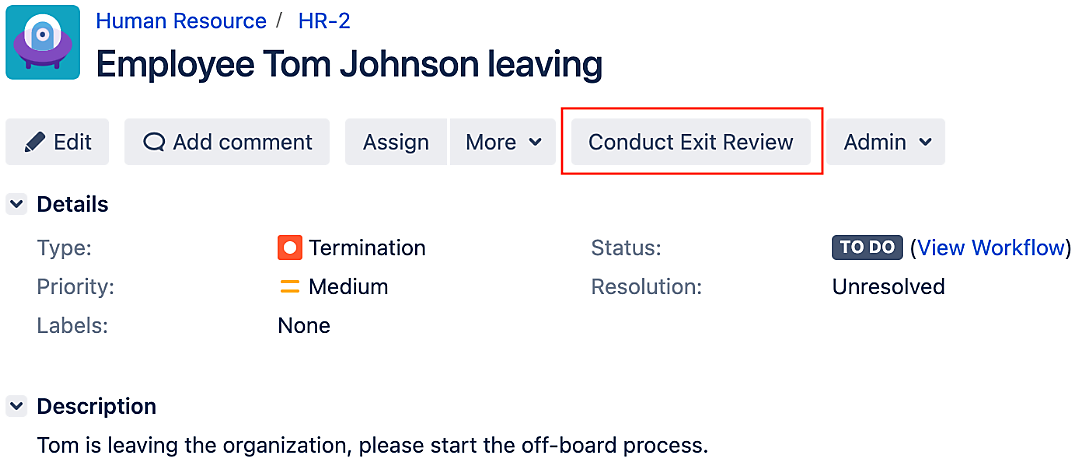 Human Resource / HR-2
Employee Tom Johnson leaving
Edit Add comment Assign More Conduct Exit Review Admin
Details
Type: Termination Status: TO DO (View Workflow)
Priority: Medium Resolution: Unresolved
Labels: None
Description
Tom is leaving the organization, please start the off-board process.